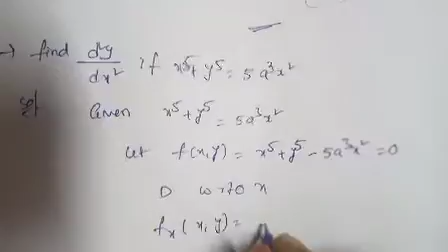 → find d²y/dx² if x⁵ + y⁵ = 5a³x²
Sol Given x⁵ + y⁵ = 5a³x²
let f(x,y) = x⁵ + y⁵ - 5a³x² = 0
D w r to x
fx(x,y) =